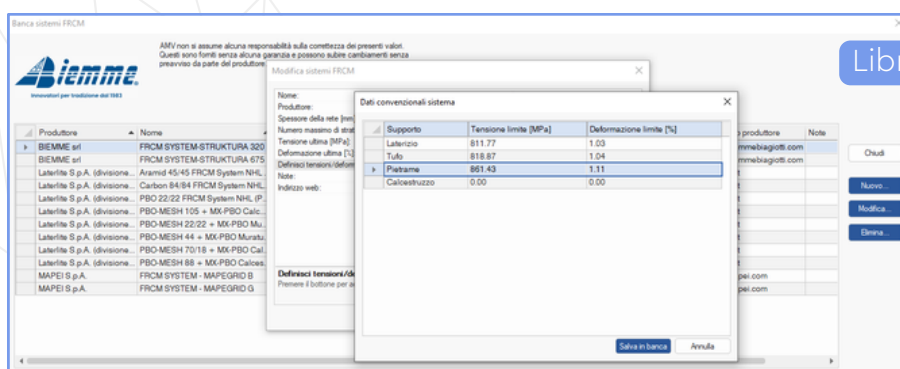 Banca sistemi FRCM
AMV non si assume alcuna responsabilità sulla correttezza dei presenti valori.
Questi sono forniti senza alcuna garanzia e possono subire cambiamenti senza
preavviso da parte del produttore
Biemme
innovatori per tradizione dal 1983
Libr
Produttore Nome
BIEMME srl FRCM SYSTEM-STRUKTURA 320
BIEMME srl FRCM SYSTEM-STRUKTURA 675
Laterlite S.p.A. (divisione... Aramid 45/45 FRCM System NHL
Laterlite S.p.A. (divisione... Carbon 84/84 FRCM System NHL
Laterlite S.p.A. (divisione... PBO 22/22 FRCM System NHL (P
Laterlite S.p.A. (divisione... PBO-MESH 105 + MX-PBO Calc
Laterlite S.p.A. (divisione... PBO-MESH 22/22 + MX-PBO Mu
Laterlite S.p.A. (divisione... PBO-MESH 44 + MX-PBO Muratu
Laterlite S.p.A. (divisione... PBO-MESH 70/18 + MX-PBO Cal
Laterlite S.p.A. (divisione... PBO-MESH 88 + MX-PBO Calces
MAPEI S.p.A. FRCM SYSTEM - MAPEGRID B
MAPEI S.p.A. FRCM SYSTEM - MAPEGRID G
Modifica sistemi FRCM
Nome:
Produttore:
Spessore della rete [mm]
Numero massimo di strat
Tensione ultima [MPa]:
Deformazione ultima [%]
Definisci tensioni/deform
Note:
Indirizzo web:
Definisci tensioni/de
Premere il bottone per a
Dati convenzionali sistema
Supporto Tensione limite [MPa] Deformazione limite [%]
Laterizio 811.77 1.03
Tufo 818.87 1.04
Pietrame 861.43 1.11
Calcestruzzo 0.00 0.00
Salva in banca Annulla
o produttore Note
mmebiagiotti.com
mmebiagiotti.com
pei.com
pei.com
Chiudi
Nuovo...
Modifica...
Elimina...